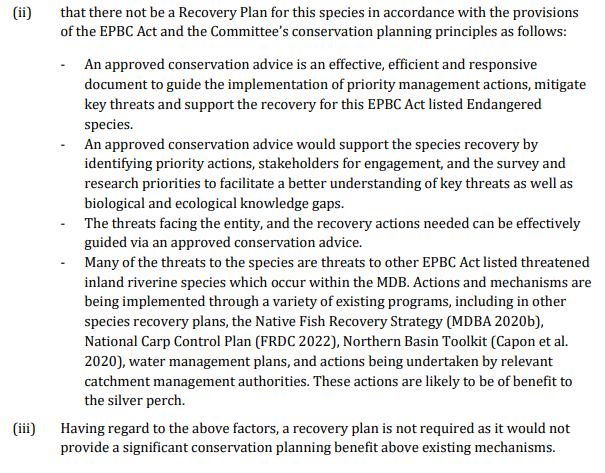 (ii) that there not be a Recovery Plan for this species in accordance with the provisions
of the EPBC Act and the Committee's conservation planning principles as follows:
- An approved conservation advice is an effective, efficient and responsive
document to guide the implementation of priority management actions, mitigate
key threats and support the recovery for this EPBC Act listed Endangered
species.
- An approved conservation advice would support the species recovery by
identifying priority actions, stakeholders for engagement, and the survey and
research priorities to facilitate a better understanding of key threats as well as
biological and ecological knowledge gaps.
- The threats facing the entity, and the recovery actions needed can be effectively
guided via an approved conservation advice.
- Many of the threats to the species are threats to other EPBC Act listed threatened
inland riverine species which occur within the MDB. Actions and mechanisms are
being implemented through a variety of existing programs, including in other
species recovery plans, the Native Fish Recovery Strategy (MDBA 2020b),
National Carp Control Plan (FRDC 2022), Northern Basin Toolkit (Capon et al.
2020), water management plans, and actions being undertaken by relevant
catchment management authorities. These actions are likely to be of benefit to
the silver perch.
(iii) Having regard to the above factors, a recovery plan is not required as it would not
provide a significant conservation planning benefit above existing mechanisms.